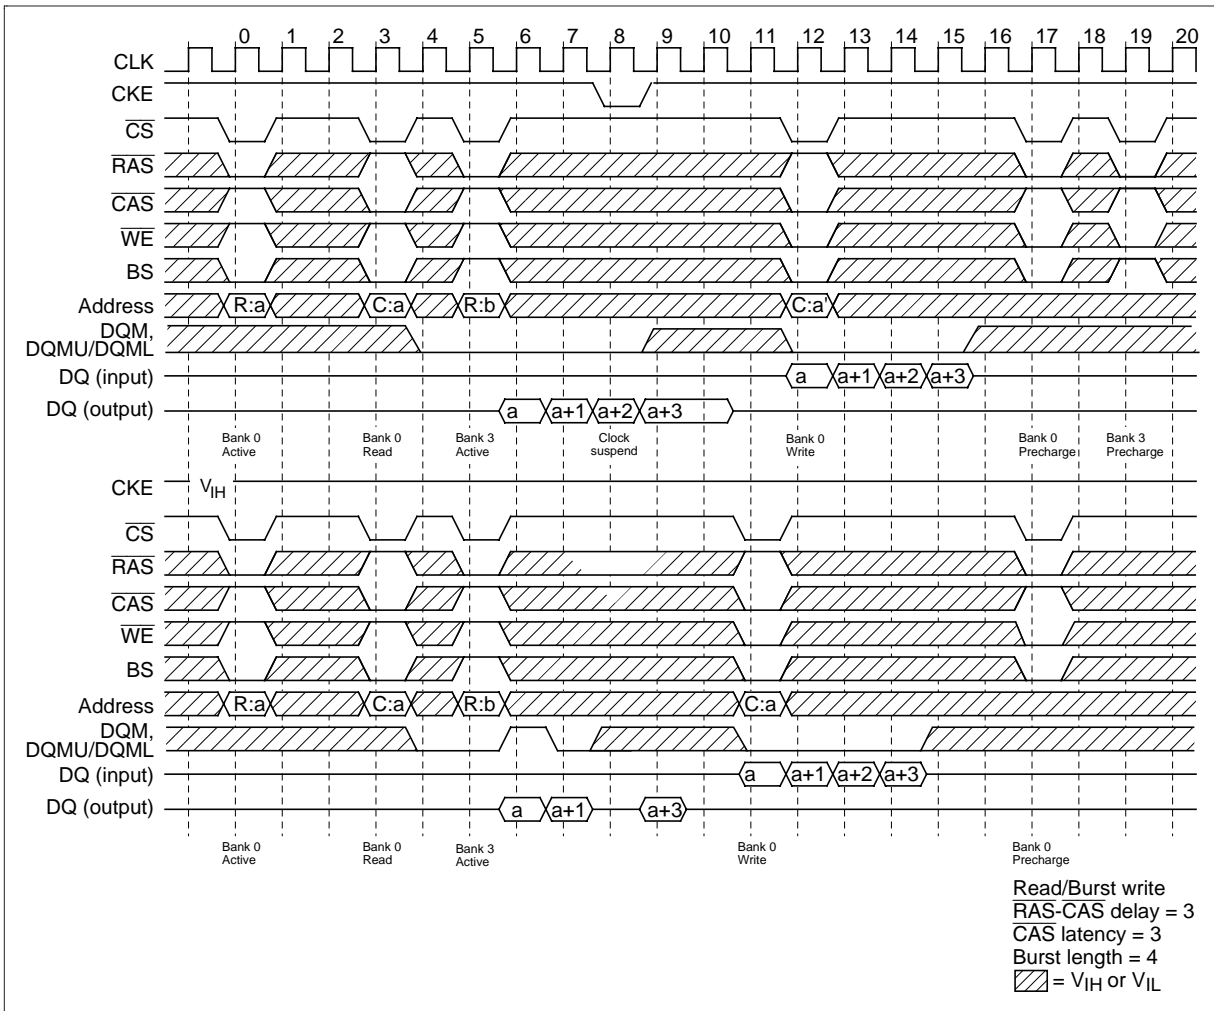 0 1 2 3 4 5 6 7 8 9 10 11 12 13 14 15 16 17 18 19 20
CLK
CKE
CS
RAS
CAS
WE
BS
Address R:a C:a R:b C:a'
DQM,
DQMU/DQML
DQ (input) a a+1 a+2 a+3
DQ (output) a a+1 a+2 a+3
Bank 0 Active
Bank 0 Read
Bank 3 Active
Clock suspend
Bank 0 Write
Bank 0 Precharge
Bank 3 Precharge
CKE VIH
CS
RAS
CAS
WE
BS
Address R:a C:a R:b C:a
DQM,
DQMU/DQML
DQ (input) a a+1 a+2 a+3
DQ (output) a a+1 a+3
Bank 0 Active
Bank 0 Read
Bank 3 Active
Bank 0 Write
Bank 0 Precharge
Read/Burst write
RAS-CAS delay = 3
CAS latency = 3
Burst length = 4
= VIH or VIL